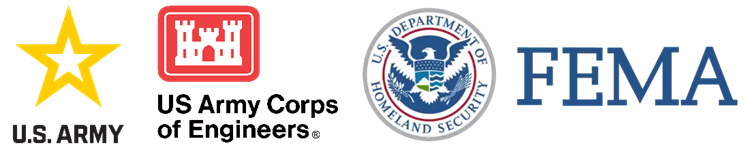 U.S. ARMY
US Army Corps
of Engineers®
U.S. DEPARTMENT OF
HOMELAND SECURITY
FEMA